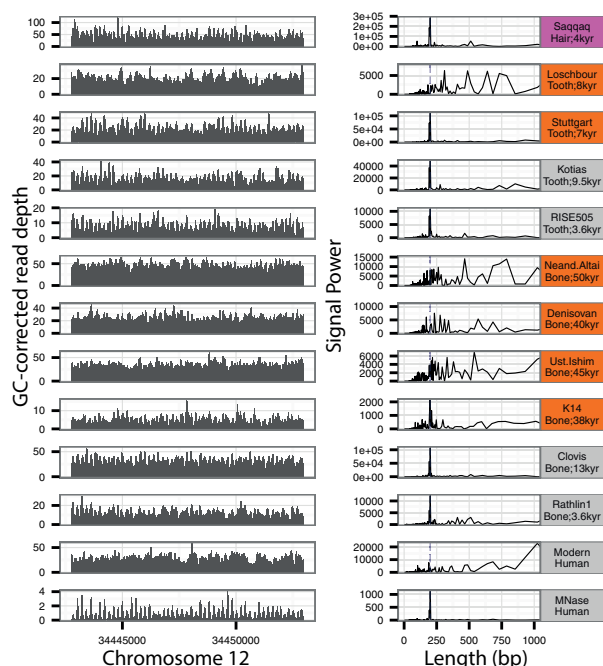 GC-corrected read depth
Signal Power
100
50
0
3e+05
2e+05
1e+05
0e+00
Saqqaq
Hair;4kyr
20
0
5000
0
Loschbour
Tooth;8kyr
40
20
0
1e+05
5e+04
0e+00
Stuttgart
Tooth;7kyr
40
20
0
40000
20000
0
Kotias
Tooth;9.5kyr
20
10
0
10000
5000
0
RISE505
Tooth;3.6kyr
50
0
15000
10000
5000
0
Neand.Altai
Bone;50kyr
40
20
0
10000
5000
0
Denisovan
Bone;40kyr
50
0
6000
4000
2000
0
Ust.Ishim
Bone;45kyr
10
0
2000
1000
0
K14
Bone;38kyr
50
0
1e+05
5e+04
0e+00
Clovis
Bone;13kyr
20
10
0
10000
5000
0
Rathlin1
Bone;3.6kyr
50
0
20000
10000
0
Modern
Human
4
2
0
1000
500
0
MNase
Human
34445000 34450000
0 250 500 750 1000
Chromosome 12
Length (bp)